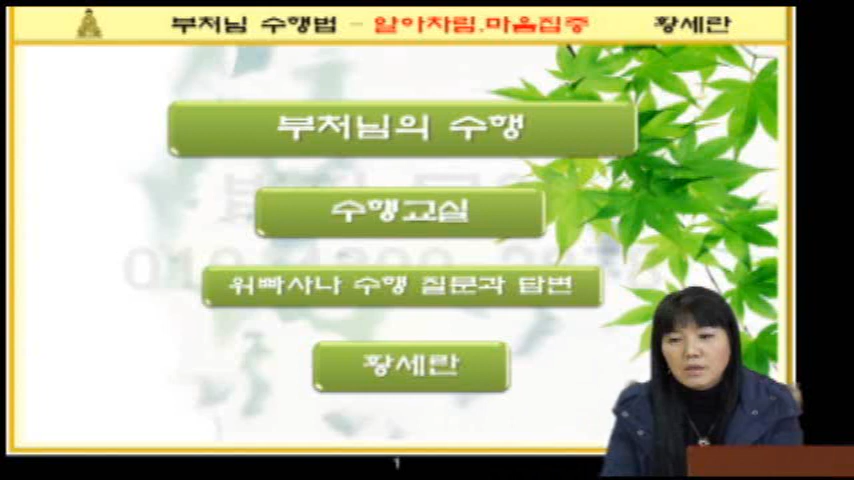 부처님 수행법 - 알아차림.마음집중 황세란
부처님의 수행
수행교실
위빠사나 수행 질문과 답변
황세란
1